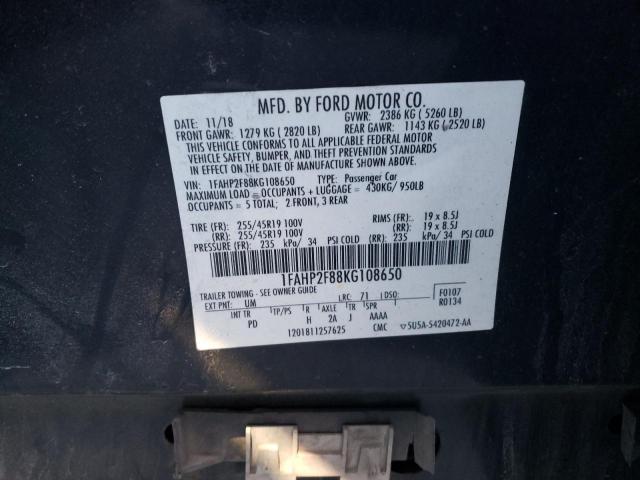 MFD. BY FORD MOTOR CO.
DATE: 11/18 GVWR: 2386 KG ( 5260 LB)
FRONT GAWR: 1279 KG ( 2820 LB) REAR GAWR: 1143 KG ( 2520 LB)
THIS VEHICLE CONFORMS TO ALL APPLICABLE FEDERAL MOTOR
VEHICLE SAFETY, BUMPER, AND THEFT PREVENTION STANDARDS
IN EFFECT ON THE DATE OF MANUFACTURE SHOWN ABOVE.
VIN: 1FAHP2F88KG108650 TYPE: Passenger Car
MAXIMUM LOAD = OCCUPANTS + LUGGAGE = 430KG/ 950LB
OCCUPANTS = 5 TOTAL; 2 FRONT, 3 REAR
TIRE (FR): 255/45R19 100V RIMS (FR): 19 x 8.5J
(RR): 255/45R19 100V (RR): 19 x 8.5J
PRESSURE (FR): 235 kPa/ 34 PSI COLD (RR): 235 kPa/ 34 PSI COLD
1FAHP2F88KG108650
TRAILER TOWING - SEE OWNER GUIDE F0107
EXT PNT: UM LRC: 71 DSO: R0134
INT TR TP/PS R AXLE TR SPR
PD H 2A J AAAA
1201811257625 CMC 5U5A-5420472-AA